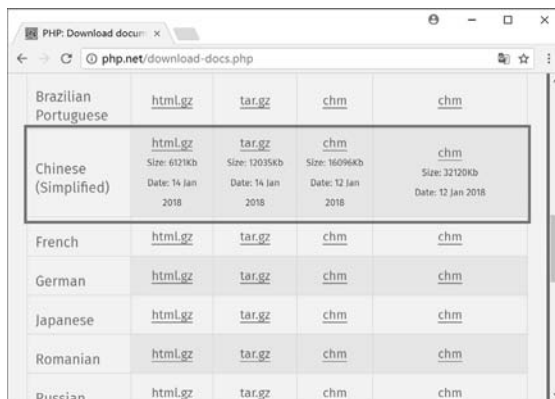 PHP: Download docum
php.net/download-docs.php
Brazilian Portuguese html.gz tar.gz chm chm
Chinese (Simplified)
html.gz
Size: 6121Kb
Date: 14 Jan
2018
tar.gz
Size: 12035Kb
Date: 14 Jan
2018
chm
Size: 16096Kb
Date: 12 Jan
2018
chm
Size: 32120Kb
Date: 12 Jan 2018
French html.gz tar.gz chm chm
German html.gz tar.gz chm chm
Japanese html.gz tar.gz chm chm
Romanian html.gz tar.gz chm chm
Russian html.gz tar.gz chm chm